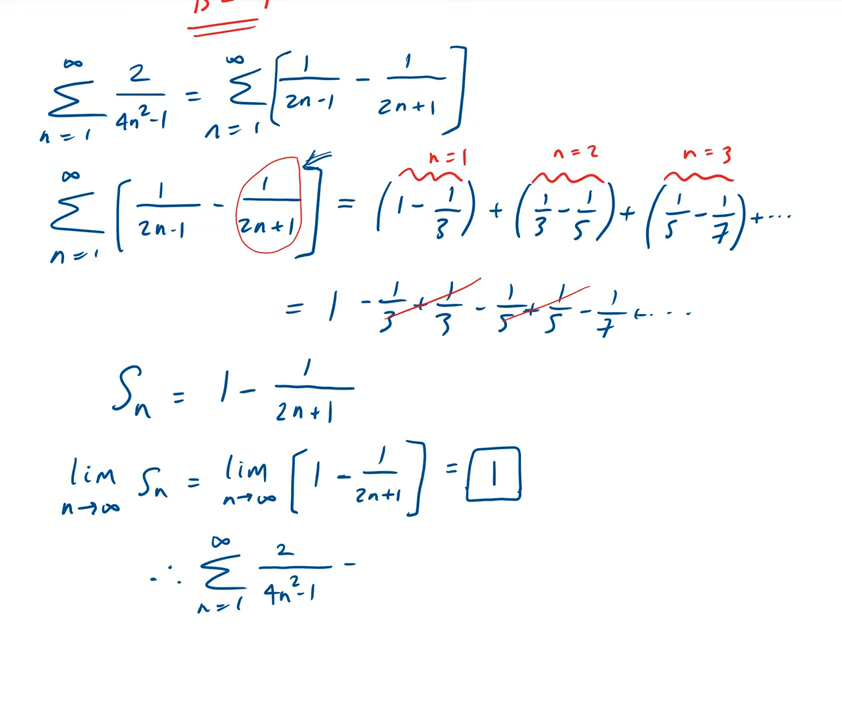 ∑_{n=1}^{∞} 2/(4n²-1) = ∑_{n=1}^{∞} [1/(2n-1) - 1/(2n+1)]
n=1 n=2 n=3
∑_{n=1}^{∞} [1/(2n-1) - 1/(2n+1)] = (1 - 1/3) + (1/3 - 1/5) + (1/5 - 1/7) + ...
= 1 - 1/3 + 1/3 - 1/5 + 1/5 - 1/7 + ...
Sₙ = 1 - 1/(2n+1)
lim_{n→∞} Sₙ = lim_{n→∞} [1 - 1/(2n+1)] = 1
∴ ∑_{n=1}^{∞} 2/(4n²-1) -